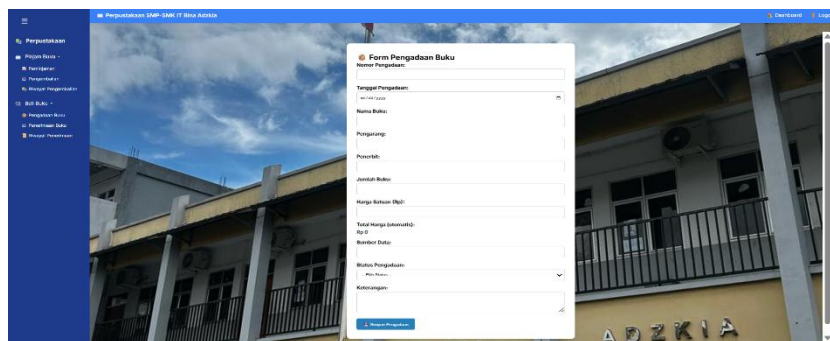 Perpustakaan SMP-SMK IT Bina Adzkia
Dashboard
Perpustakaan
Pinjam Buku
Peminjaman
Pengembalian
Riwayat Pengembalian
Beli Buku
Pengadaan Buku
Penerimaan Buku
Riwayat Penerimaan
Form Pengadaan Buku
Nomor Pengadaan:
Tanggal Pengadaan:
Nama Buku:
Pengarang:
Penerbit:
Jumlah Buku:
Harga Satuan (Rp):
Total Harga (otomatis):
Rp 0
Sumber Dana:
Status Pengadaan:
Keterangan:
Simpan Pengadaan
ADZKIA